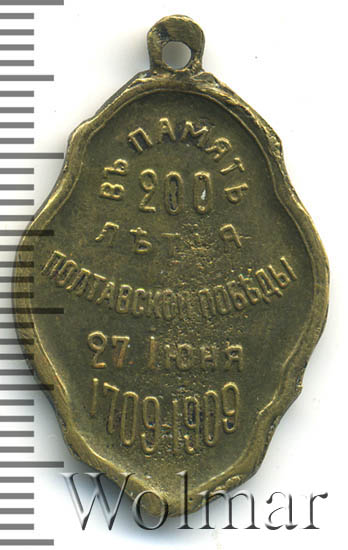 ВЪ ПАМЯТЬ
200
ЛѢТIЯ
ПОЛТАВСКОЙ ПОБѢДЫ
27 Iюня
1709-1909
Wolmar